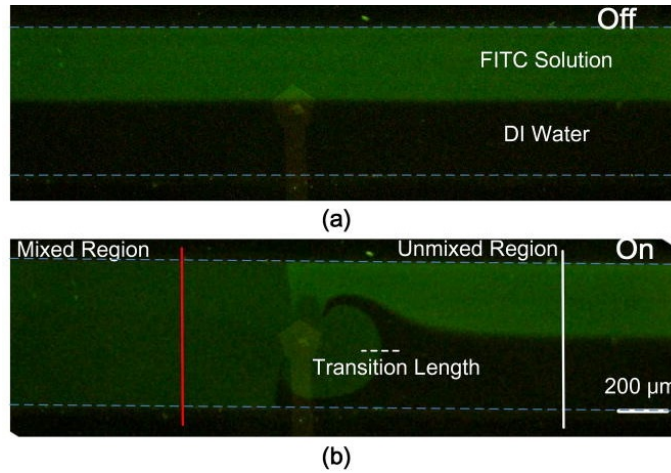 Off
FITC Solution
DI Water
(a)
Mixed Region
Unmixed Region
On
Transition Length
200 μm
(b)